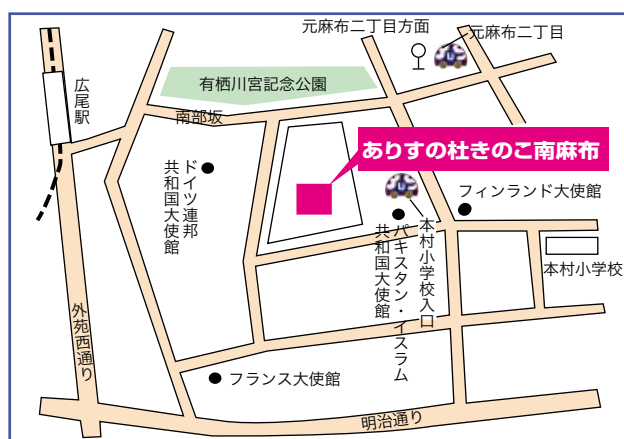 元麻布二丁目方面
元麻布二丁目
広尾駅
有栖川宮記念公園
南部坂
ありすの杜きのこ南麻布
ドイツ連邦
共和国大使館
フィンランド大使館
本村小学校入口
パキスタン・イスラム
共和国大使館
本村小学校
外苑西通り
フランス大使館
明治通り